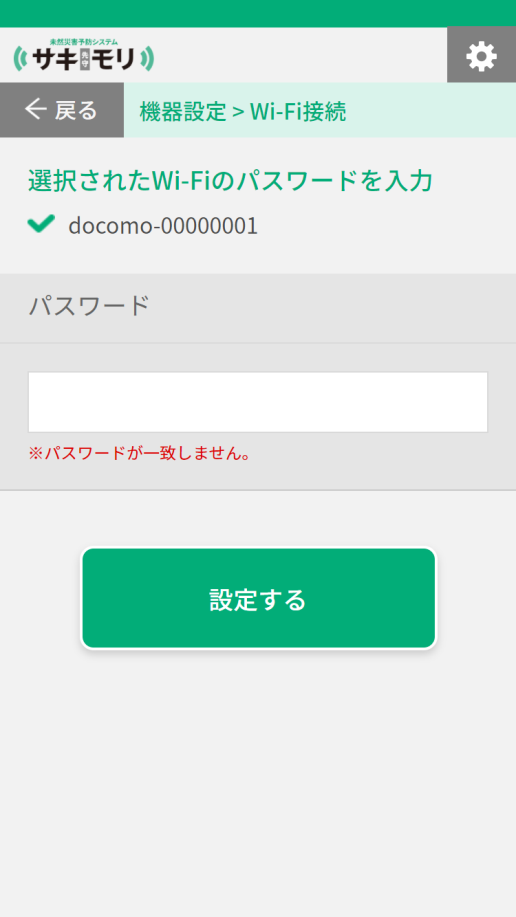 未然災害予防システム
サキ先守モリ
戻る
機器設定 > Wi-Fi接続
選択されたWi-Fiのパスワードを入力
docomo-00000001
パスワード
※パスワードが一致しません。
設定する